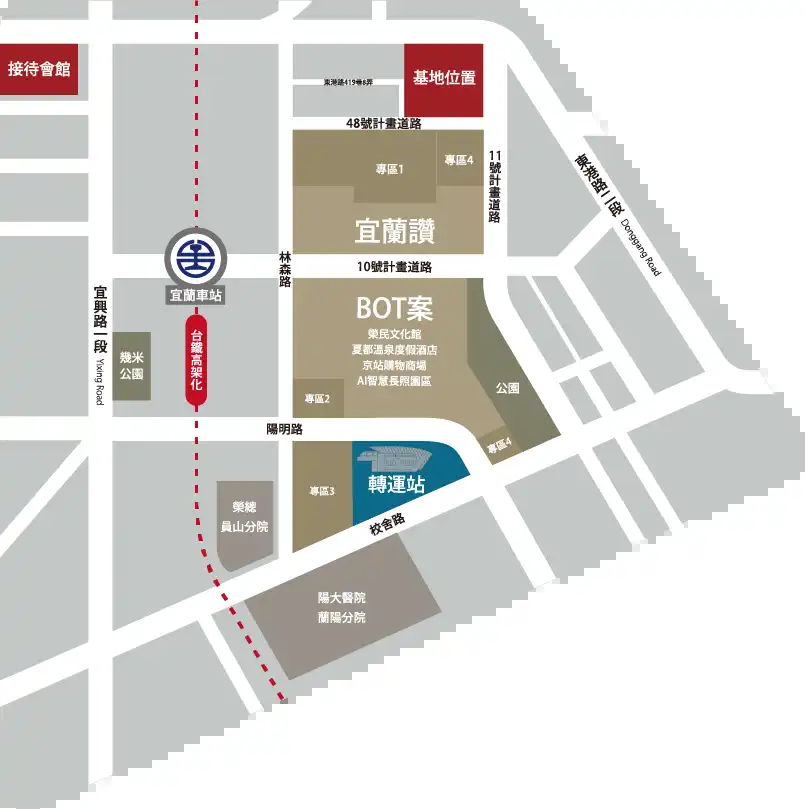 接待會館
基地位置
東港路419巷8弄
48號計畫道路
專區1
專區4
11號計畫道路
東港路二段
Donggang Road
宜蘭讚
林森路
10號計畫道路
宜蘭車站
宜興路一段
Yixing Road
台鐵高架化
幾米
公園
BOT案
榮民文化館
夏都溫泉度假酒店
京站購物商場
AI智慧長照園區
公園
專區2
陽明路
專區4
轉運站
專區3
榮總
員山分院
校舍路
陽大醫院
蘭陽分院